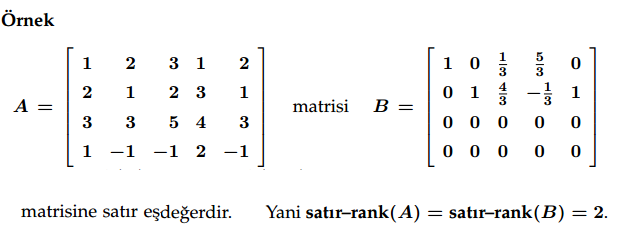 Örnek
A = [ 1 2 3 1 2
2 1 2 3 1
3 3 5 4 3
1 −1 −1 2 −1 ] matrisi B = [ 1 0 1/3 5/3 0
0 1 4/3 −1/3 1
0 0 0 0 0
0 0 0 0 0 ]
matrisine satır eşdeğerdir. Yani satır–rank(A) = satır–rank(B) = 2.